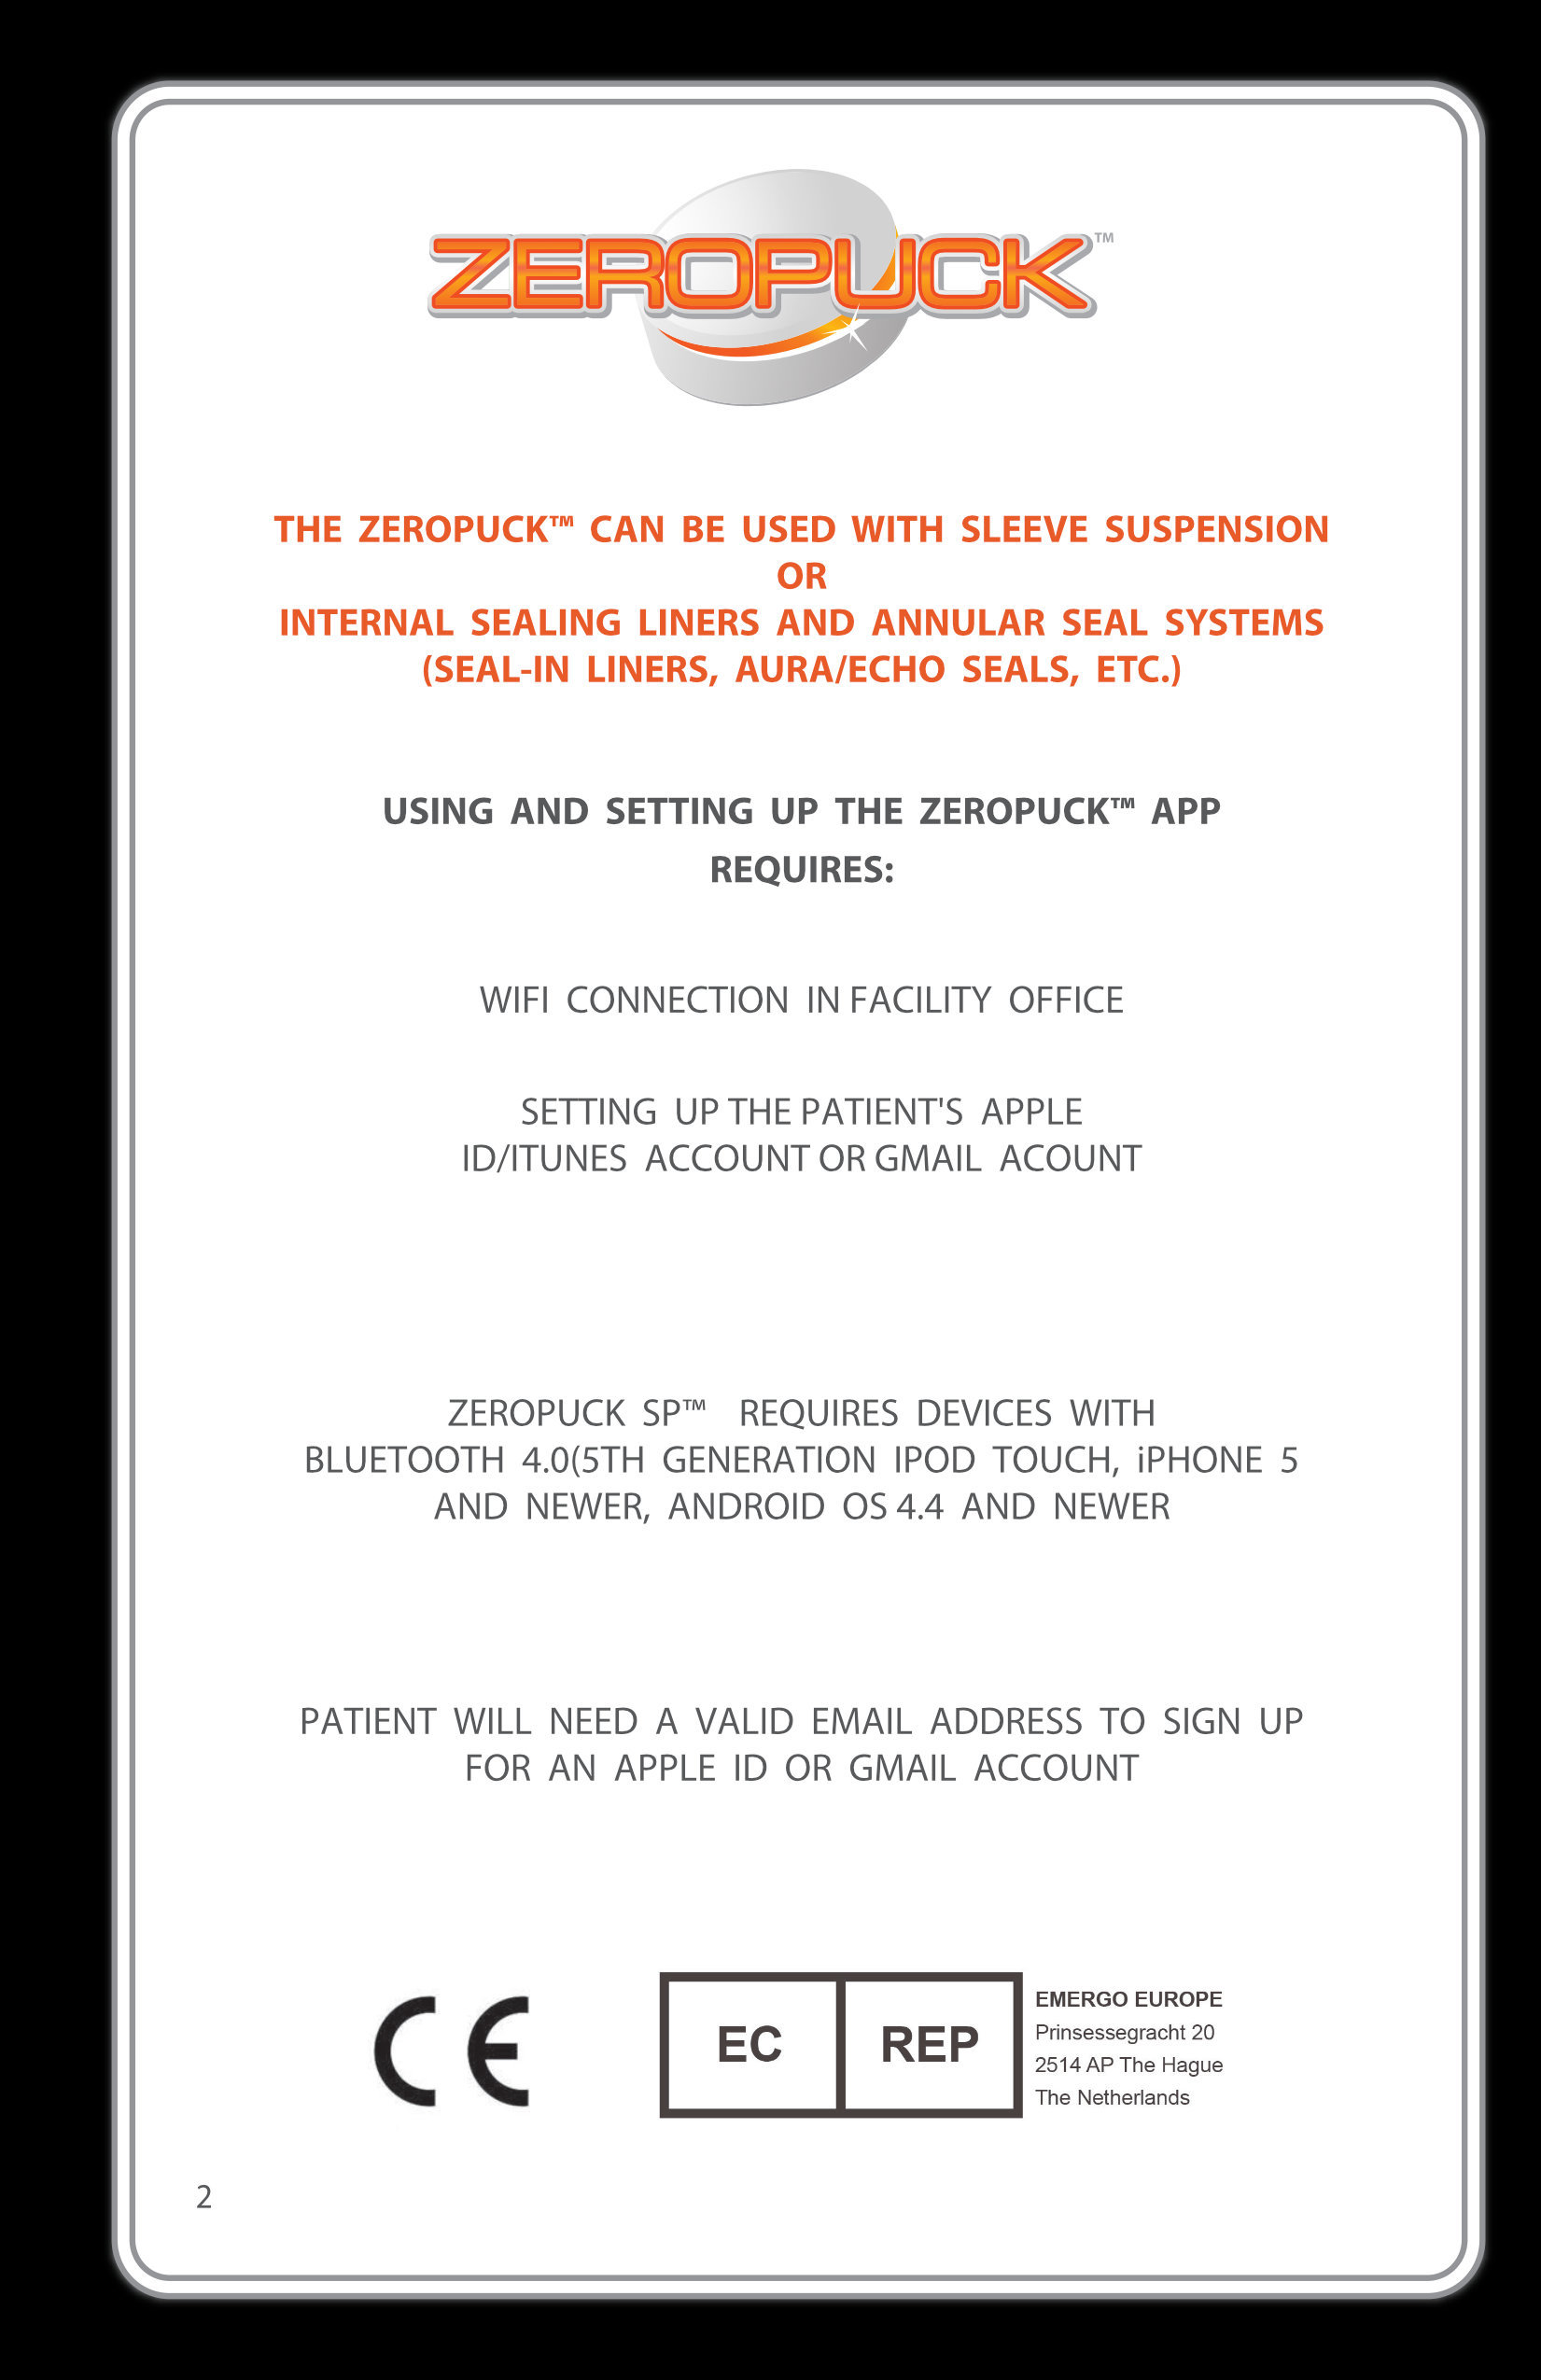 ZEROPUCK™
THE ZEROPUCK™ CAN BE USED WITH SLEEVE SUSPENSION
OR
INTERNAL SEALING LINERS AND ANNULAR SEAL SYSTEMS
(SEAL-IN LINERS, AURA/ECHO SEALS, ETC.)
USING AND SETTING UP THE ZEROPUCK™ APP
REQUIRES:
WIFI CONNECTION IN FACILITY OFFICE
SETTING UP THE PATIENT'S APPLE
ID/ITUNES ACCOUNT OR GMAIL ACOUNT
ZEROPUCK SP™ REQUIRES DEVICES WITH
BLUETOOTH 4.0(5TH GENERATION IPOD TOUCH, iPHONE 5
AND NEWER, ANDROID OS 4.4 AND NEWER
PATIENT WILL NEED A VALID EMAIL ADDRESS TO SIGN UP
FOR AN APPLE ID OR GMAIL ACCOUNT
CE
EC REP
EMERGO EUROPE
Prinsessegracht 20
2514 AP The Hague
The Netherlands
2